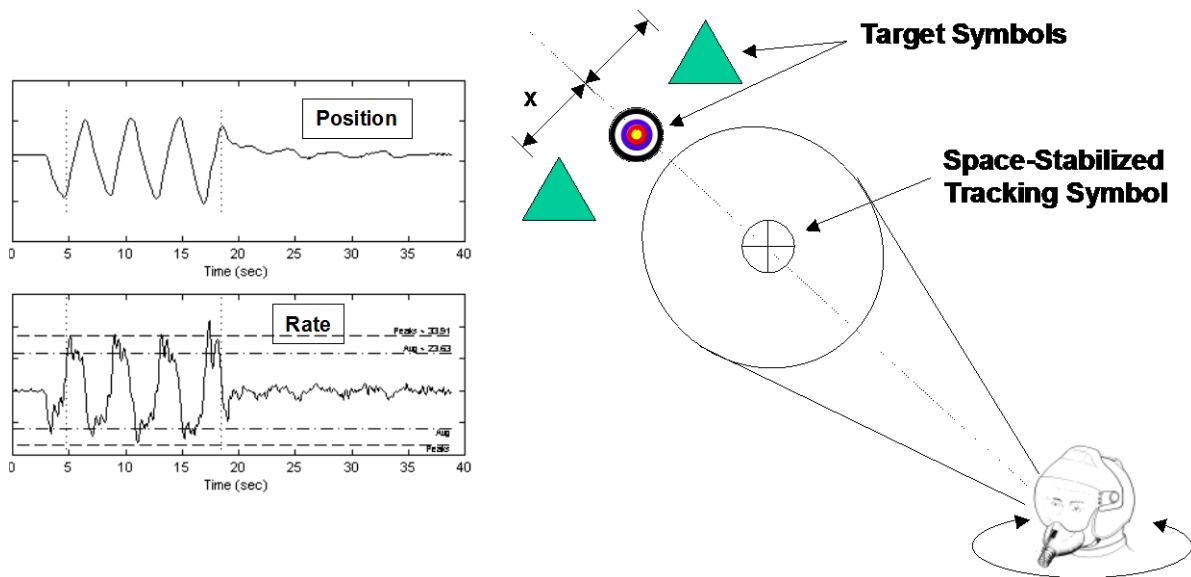 Position
0 5 10 15 20 25 30 35 40
Time (sec)
Rate
Peaks ~ 33.91
Avg ~ 23.63
Avg
Peaks
0 5 10 15 20 25 30 35 40
Time (sec)
Target Symbols
X
Space-Stabilized
Tracking Symbol